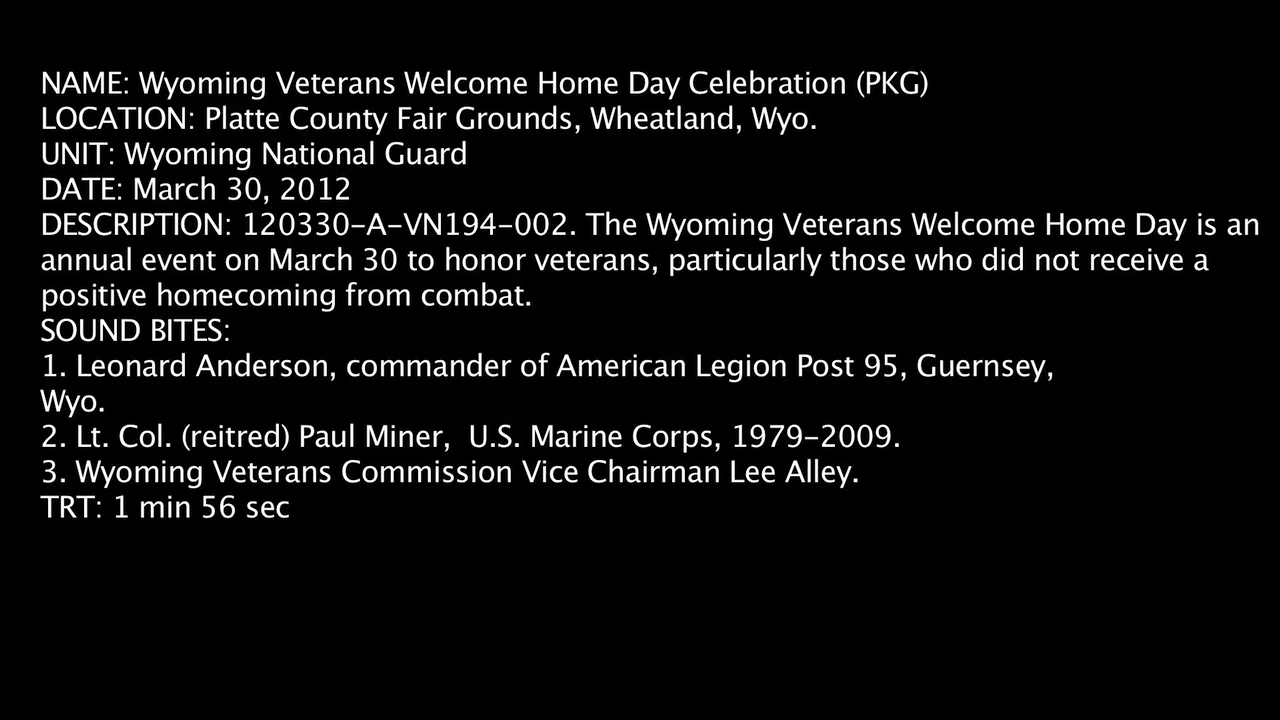 NAME: Wyoming Veterans Welcome Home Day Celebration (PKG)
LOCATION: Platte County Fair Grounds, Wheatland, Wyo.
UNIT: Wyoming National Guard
DATE: March 30, 2012
DESCRIPTION: 120330-A-VN194-002. The Wyoming Veterans Welcome Home Day is an
annual event on March 30 to honor veterans, particularly those who did not receive a
positive homecoming from combat.
SOUND BITES:
1. Leonard Anderson, commander of American Legion Post 95, Guernsey,
Wyo.
2. Lt. Col. (reitred) Paul Miner,  U.S. Marine Corps, 1979-2009.
3. Wyoming Veterans Commission Vice Chairman Lee Alley.
TRT: 1 min 56 sec